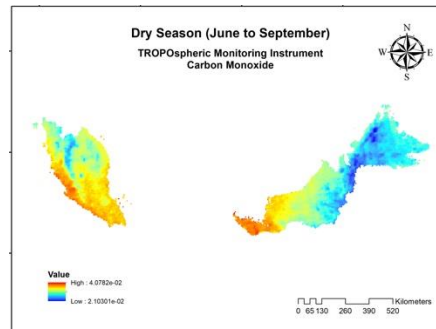 Dry Season (June to September)
TROPOspheric Monitoring Instrument
Carbon Monoxide
N
W E
S
Value
High : 4.0782e-02
Low : 2.10301e-02
Kilometers
0 65 130 260 390 520